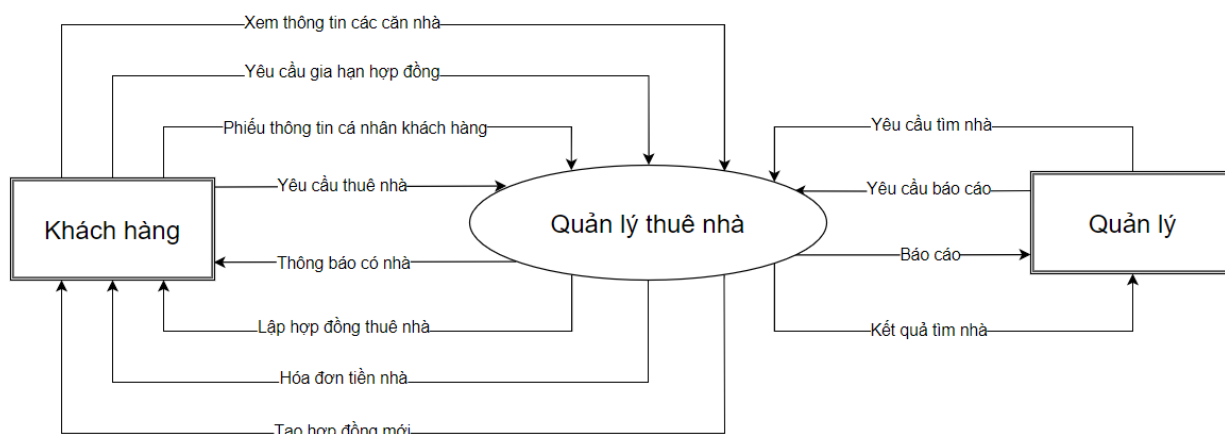 Xem thông tin các căn nhà
Yêu cầu gia hạn hợp đồng
Phiếu thông tin cá nhân khách hàng
Yêu cầu tìm nhà
Yêu cầu thuê nhà
Yêu cầu báo cáo
Khách hàng
Quản lý thuê nhà
Quản lý
Thông báo có nhà
Báo cáo
Lập hợp đồng thuê nhà
Kết quả tìm nhà
Hóa đơn tiền nhà
Tạo hợp đồng mới